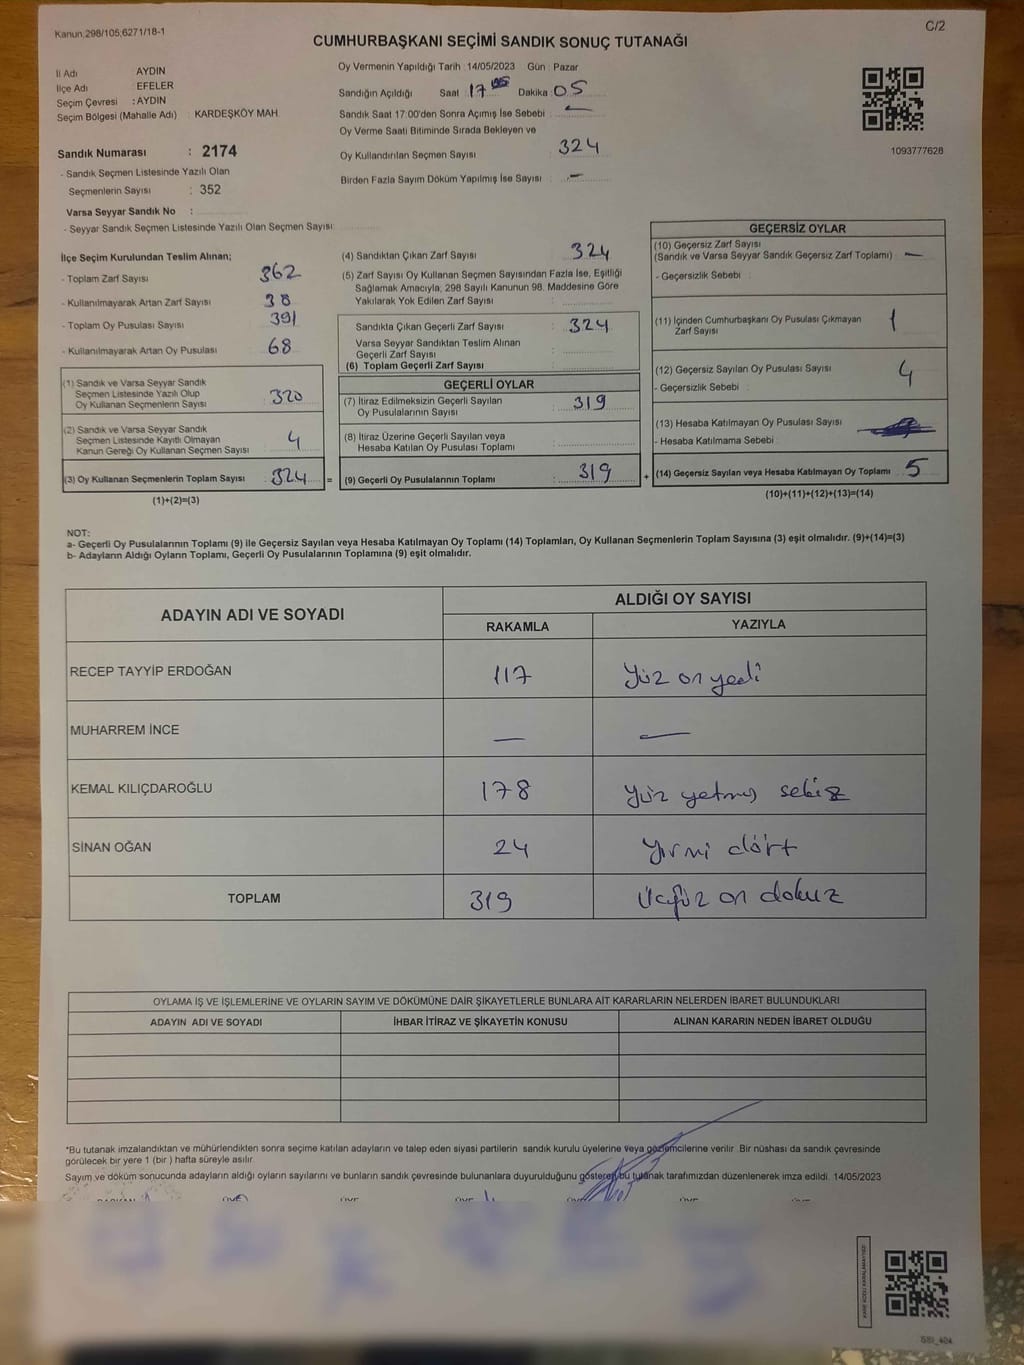 Kanun;298/105;6271/18-1
C/2
CUMHURBAŞKANI SEÇİMİ SANDIK SONUÇ TUTANAĞI
İl Adı AYDIN
İlçe Adı : EFELER
Seçim Çevresi : AYDIN
Seçim Bölgesi (Mahalle Adı) : KARDEŞKÖY MAH.
Sandık Numarası : 2174
- Sandık Seçmen Listesinde Yazılı Olan
Seçmenlerin Sayısı : 352
Varsa Seyyar Sandık No :
- Seyyar Sandık Seçmen Listesinde Yazılı Olan Seçmen Sayısı
Oy Vermenin Yapıldığı Tarih : 14/05/2023 Gün : Pazar
Sandığın Açıldığı Saat : 17 Dakika : 05
Sandık Saat 17:00'den Sonra Açımış İse Sebebi : —
Oy Verme Saati Bitiminde Sırada Bekleyen ve
Oy Kullandırılan Seçmen Sayısı : 324
Birden Fazla Sayım Döküm Yapılmış İse Sayısı : —
1093777628
İlçe Seçim Kurulundan Teslim Alınan;
- Toplam Zarf Sayısı : 362
- Kullanılmayarak Artan Zarf Sayısı : 38
- Toplam Oy Pusulası Sayısı : 391
- Kullanılmayarak Artan Oy Pusulası : 68
(1) Sandık ve Varsa Seyyar Sandık
Seçmen Listesinde Yazılı Olup
Oy Kullanan Seçmenlerin Sayısı : 320
(2) Sandık ve Varsa Seyyar Sandık
Seçmen Listesinde Kayıtlı Olmayan
Kanun Gereği Oy Kullanan Seçmen Sayısı : 4
(3) Oy Kullanan Seçmenlerin Toplam Sayısı : 324 =
(1)+(2)=(3)
(4) Sandıktan Çıkan Zarf Sayısı : 324
(5) Zarf Sayısı Oy Kullanan Seçmen Sayısından Fazla İse, Eşitliği
Sağlamak Amacıyla, 298 Sayılı Kanunun 98. Maddesine Göre
Yakılarak Yok Edilen Zarf Sayısı :
Sandıkta Çıkan Geçerli Zarf Sayısı : 324
Varsa Seyyar Sandıktan Teslim Alınan
Geçerli Zarf Sayısı :
(6) Toplam Geçerli Zarf Sayısı :
GEÇERLİ OYLAR
(7) İtiraz Edilmeksizin Geçerli Sayılan
Oy Pusulalarının Sayısı : 319
(8) İtiraz Üzerine Geçerli Sayılan veya
Hesaba Katılan Oy Pusulası Toplamı :
(9) Geçerli Oy Pusulalarının Toplamı : 319 +
GEÇERSİZ OYLAR
(10) Geçersiz Zarf Sayısı
(Sandık ve Varsa Seyyar Sandık Geçersiz Zarf Toplamı) —
- Geçersizlik Sebebi :
(11) İçinden Cumhurbaşkanı Oy Pusulası Çıkmayan
Zarf Sayısı 1
(12) Geçersiz Sayılan Oy Pusulası Sayısı : 4
- Geçersizlik Sebebi :
(13) Hesaba Katılmayan Oy Pusulası Sayısı :
- Hesaba Katılmama Sebebi :
(14) Geçersiz Sayılan veya Hesaba Katılmayan Oy Toplamı : 5
(10)+(11)+(12)+(13)=(14)
NOT:
a- Geçerli Oy Pusulalarının Toplamı (9) ile Geçersiz Sayılan veya Hesaba Katılmayan Oy Toplamı (14) Toplamları, Oy Kullanan Seçmenlerin Toplam Sayısına (3) eşit olmalıdır. (9)+(14)=(3)
b- Adayların Aldığı Oyların Toplamı, Geçerli Oy Pusulalarının Toplamına (9) eşit olmalıdır.
ADAYIN ADI VE SOYADI ALDIĞI OY SAYISI
RAKAMLA YAZIYLA
RECEP TAYYİP ERDOĞAN 117 Yüz on yedi
MUHARREM İNCE — —
KEMAL KILIÇDAROĞLU 178 Yüz yetmiş sekiz
SİNAN OĞAN 24 Yirmi dört
TOPLAM 319 Üçyüz on dokuz
OYLAMA İŞ VE İŞLEMLERİNE VE OYLARIN SAYIM VE DÖKÜMÜNE DAİR ŞİKAYETLERLE BUNLARA AİT KARARLARIN NELERDEN İBARET BULUNDUKLARI
ADAYIN ADI VE SOYADI İHBAR İTİRAZ VE ŞİKAYETİN KONUSU ALINAN KARARIN NEDEN İBARET OLDUĞU
*Bu tutanak imzalandıktan ve mühürlendikten sonra seçime katılan adayların ve talep eden siyasi partilerin sandık kurulu üyelerine veya gözlemcilerine verilir. Bir nüshası da sandık çevresinde
görülecek bir yere 1 (bir) hafta süreyle asılır.
Sayım ve döküm sonucunda adayların aldığı oyların sayılarını ve bunların sandık çevresinde bulunanlara duyurulduğunu gösteren bu tutanak tarafımızdan düzenlenerek imza edildi. 14/05/2023